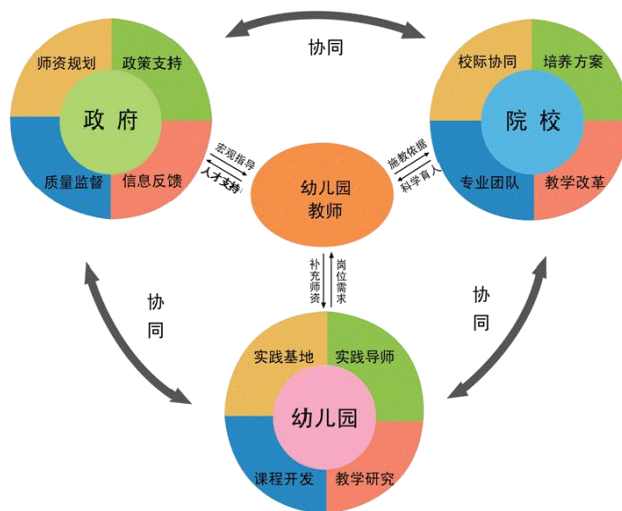 协同
师资规划
政策支持
政 府
质量监督
信息反馈
校际协同
培养方案
院 校
专业团队
教学改革
宏观指导
人才支持
施教依据
科学育人
幼儿园
教师
补充师资
岗位需求
协
同
协
同
实践基地
实践导师
幼儿园
课程开发
教学研究